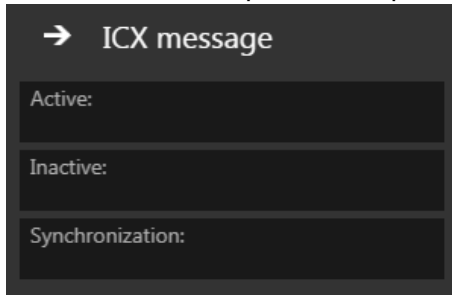 → ICX message
Active:
Inactive:
Synchronization: